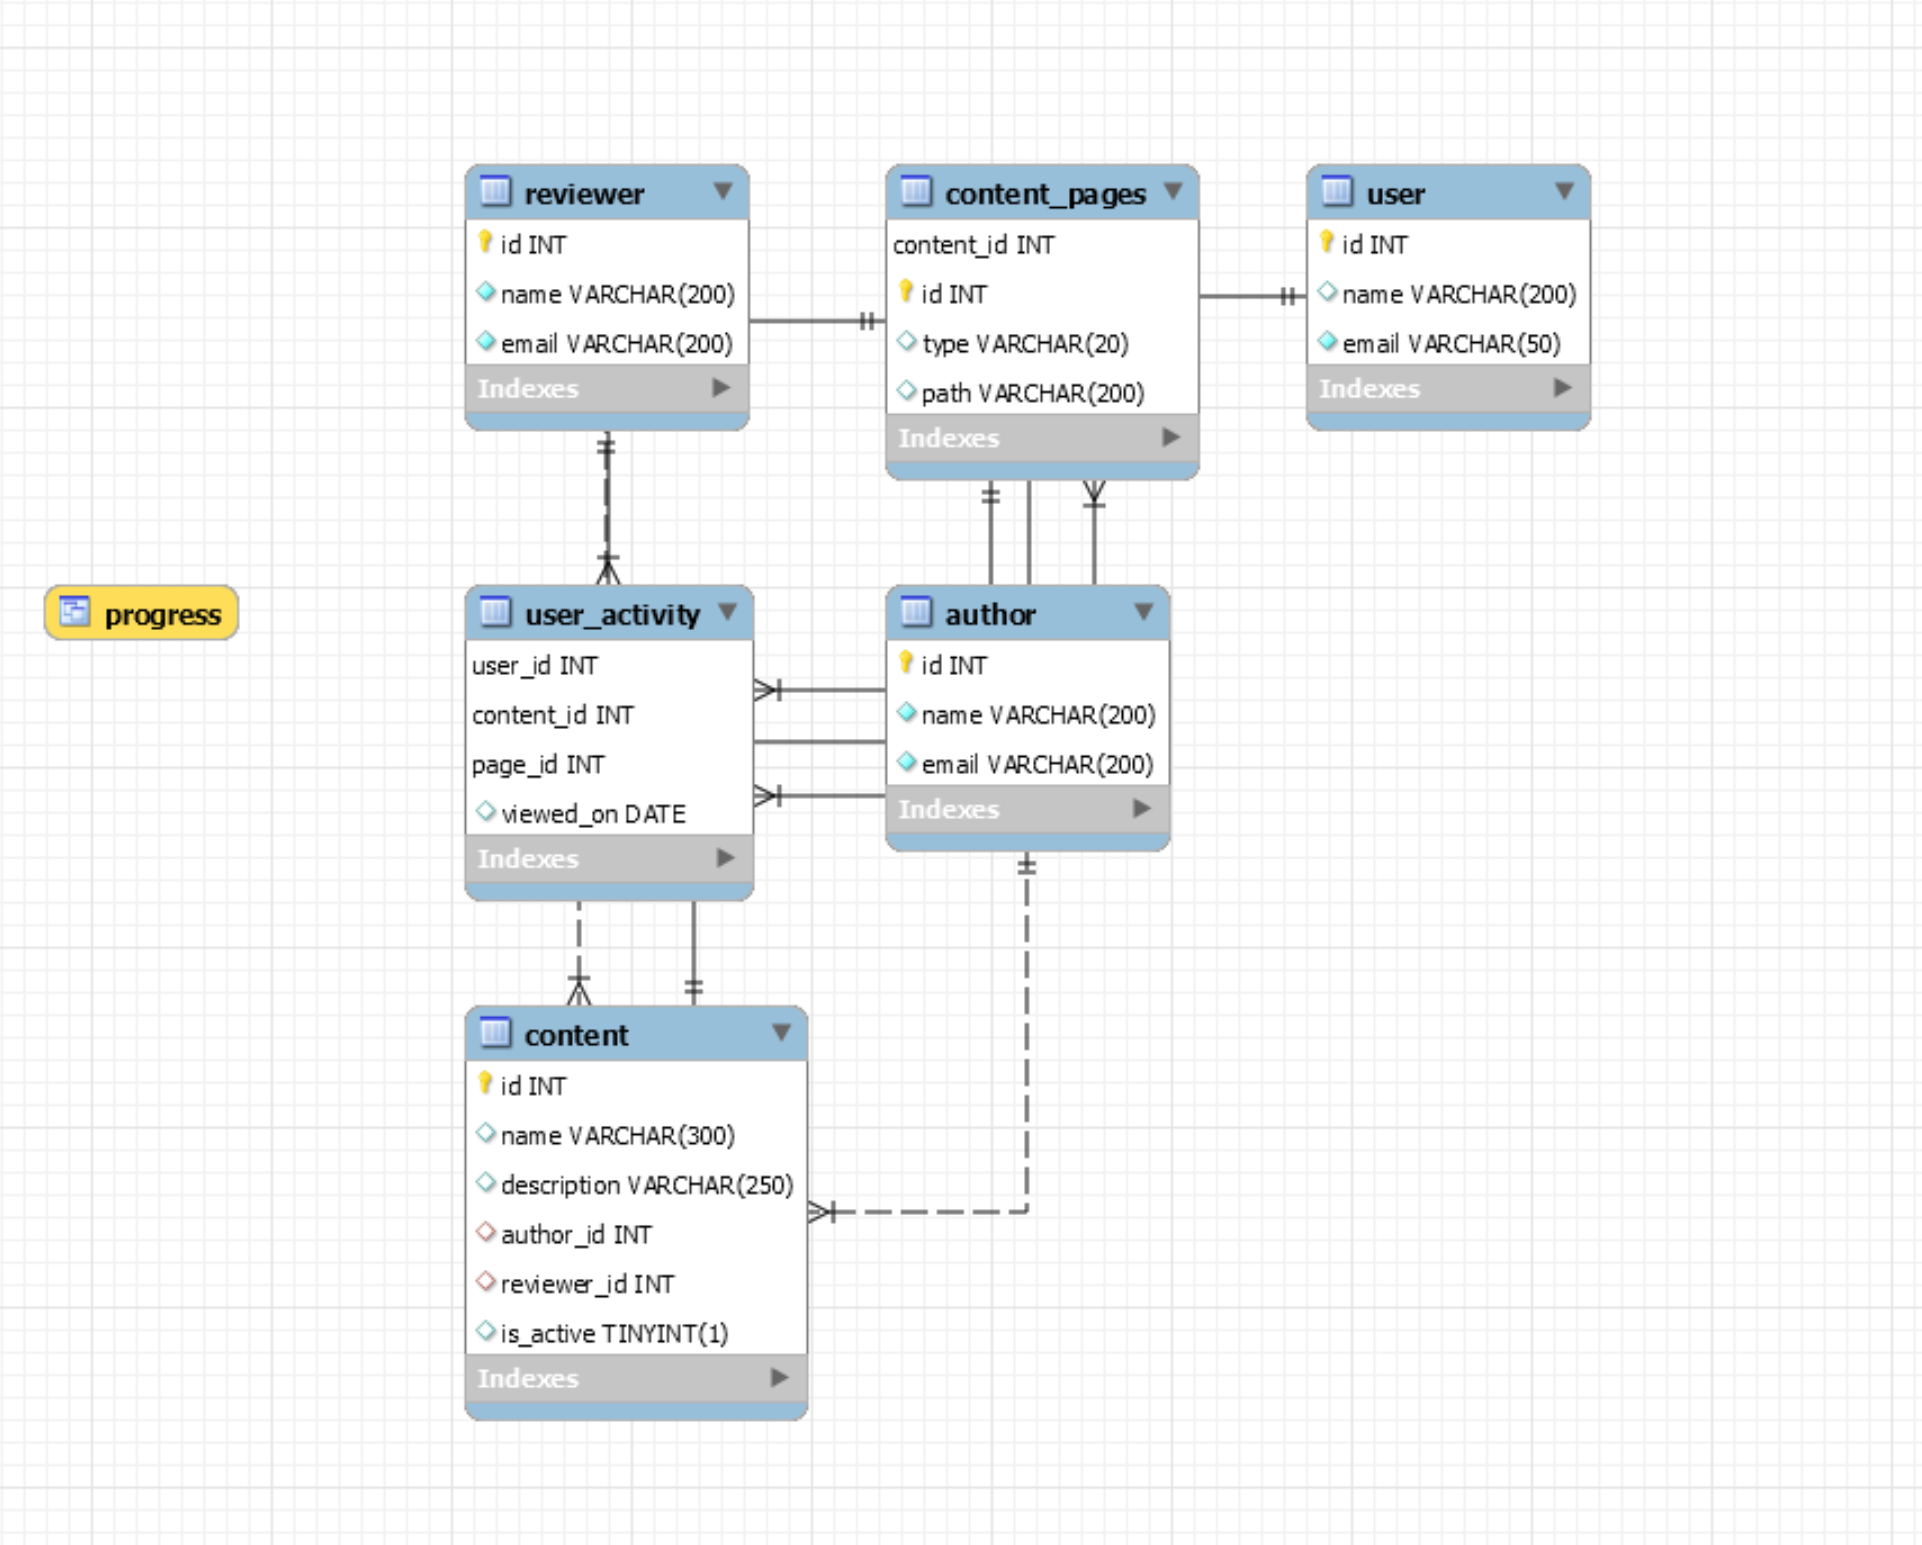 reviewer
id INT
name VARCHAR(200)
email VARCHAR(200)
Indexes
content_pages
content_id INT
id INT
type VARCHAR(20)
path VARCHAR(200)
Indexes
user
id INT
name VARCHAR(200)
email VARCHAR(50)
Indexes
progress
user_activity
user_id INT
content_id INT
page_id INT
viewed_on DATE
Indexes
author
id INT
name VARCHAR(200)
email VARCHAR(200)
Indexes
content
id INT
name VARCHAR(300)
description VARCHAR(250)
author_id INT
reviewer_id INT
is_active TINYINT(1)
Indexes